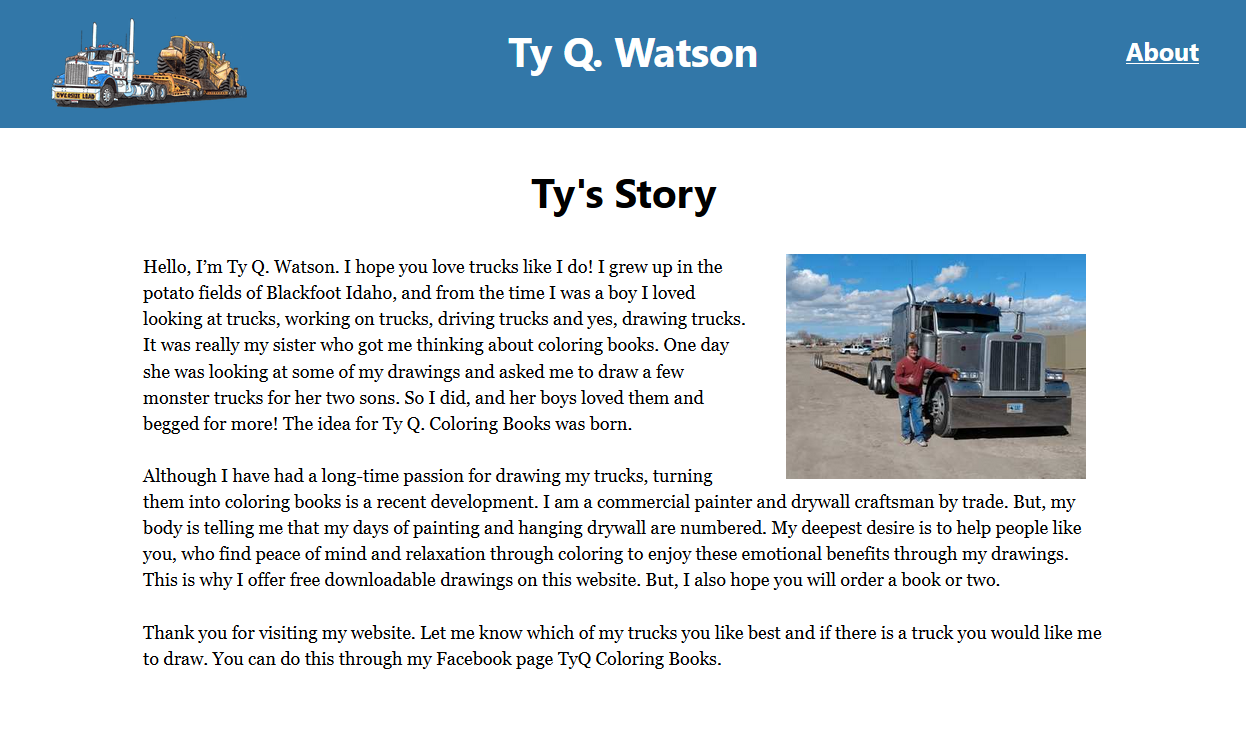 OVERSIZE LOAD
Ty Q. Watson
About
Ty's Story
Hello, I’m Ty Q. Watson. I hope you love trucks like I do! I grew up in the
potato fields of Blackfoot Idaho, and from the time I was a boy I loved
looking at trucks, working on trucks, driving trucks and yes, drawing trucks.
It was really my sister who got me thinking about coloring books. One day
she was looking at some of my drawings and asked me to draw a few
monster trucks for her two sons. So I did, and her boys loved them and
begged for more! The idea for Ty Q. Coloring Books was born.
Although I have had a long-time passion for drawing my trucks, turning
them into coloring books is a recent development. I am a commercial painter and drywall craftsman by trade. But, my
body is telling me that my days of painting and hanging drywall are numbered. My deepest desire is to help people like
you, who find peace of mind and relaxation through coloring to enjoy these emotional benefits through my drawings.
This is why I offer free downloadable drawings on this website. But, I also hope you will order a book or two.
Thank you for visiting my website. Let me know which of my trucks you like best and if there is a truck you would like me
to draw. You can do this through my Facebook page TyQ Coloring Books.